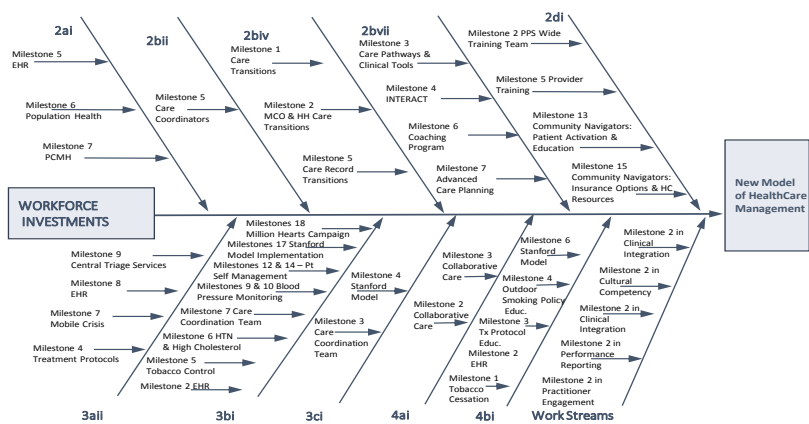 2ai
2bii
2biv
2bvii
2di
Milestone 5
EHR
Milestone 6
Population Health
Milestone 7
PCMH
Milestone 5
Care
Coordinators
Milestone 1
Care
Transitions
Milestone 2
MCO & HH Care
Transitions
Milestone 5
Care Record
Transitions
Milestone 3
Care Pathways &
Clinical Tools
Milestone 4
INTERACT
Milestone 6
Coaching
Program
Milestone 7
Advanced
Care Planning
Milestone 2 PPS Wide
Training Team
Milestone 5 Provider
Training
Milestone 13
Community Navigators:
Patient Activation &
Education
Milestone 15
Community Navigators:
Insurance Options & HC
Resources
WORKFORCE
INVESTMENTS
New Model
of HealthCare
Management
Milestone 9
Central Triage Services
Milestone 8
EHR
Milestone 7
Mobile Crisis
Milestone 4
Treatment Protocols
Milestones 18
Million Hearts Campaign
Milestones 17 Stanford
Model Implementation
Milestones 12 & 14 – Pt
Self Management
Milestones 9 & 10 Blood
Pressure Monitoring
Milestone 7 Care
Coordination Team
Milestone 6 HTN
& High Cholesterol
Milestone 5
Tobacco Control
Milestone 2 EHR
Milestone 4
Stanford
Model
Milestone 3
Care
Coordination
Team
Milestone 3
Collaborative
Care
Milestone 2
Collaborative
Care
Milestone 6
Stanford
Model
Milestone 4
Outdoor
Smoking Policy
Educ.
Milestone 3
Tx Protocol
Educ.
Milestone 2
EHR
Milestone 1
Tobacco
Cessation
Milestone 2 in
Clinical
Integration
Milestone 2 in
Cultural
Competency
Milestone 2 in
Clinical
Integration
Milestone 2 in
Performance
Reporting
Milestone 2 in
Practitioner
Engagement
3aii
3bi
3ci
4ai
4bi
Work Streams